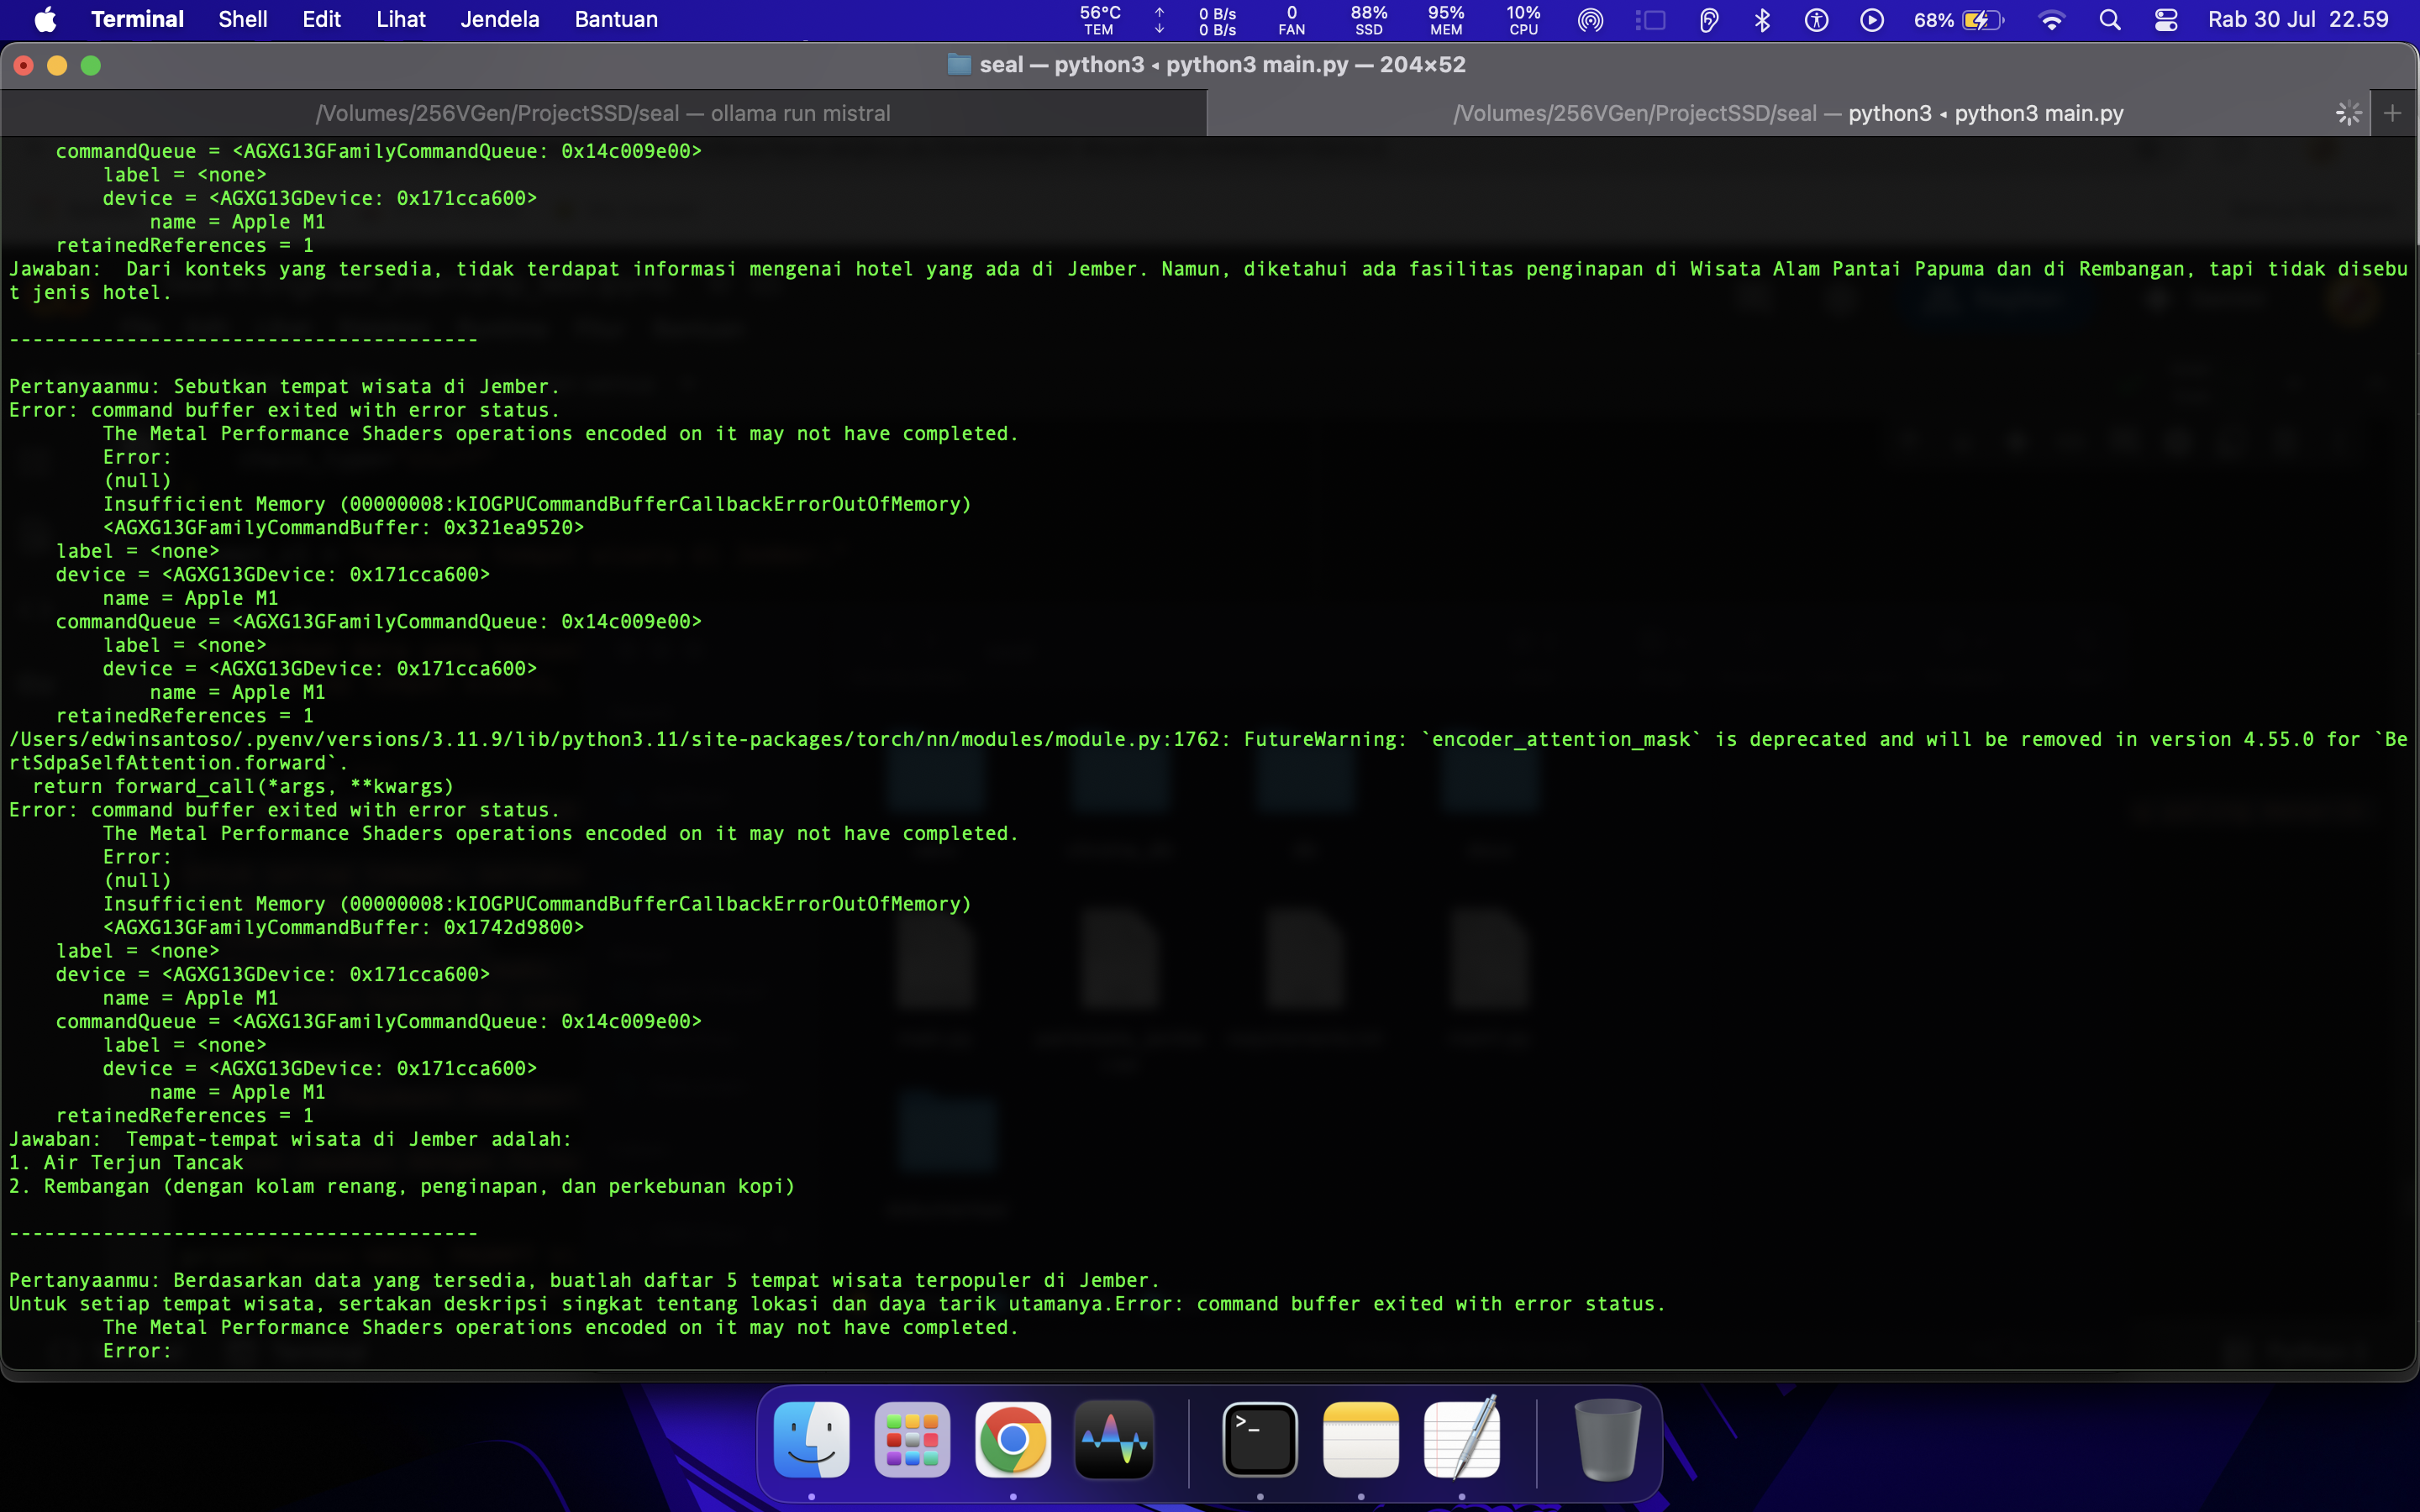 Terminal Shell Edit Lihat Jendela Bantuan 56°C TEM ↑ ↓ 0 B/s 0 B/s 0 FAN 88% SSD 95% MEM 10% CPU 68% Rab 30 Jul 22.59
seal — python3 ◂ python3 main.py — 204×52
/Volumes/256VGen/ProjectSSD/seal — ollama run mistral
/Volumes/256VGen/ProjectSSD/seal — python3 ◂ python3 main.py
commandQueue = <AGXG13GFamilyCommandQueue: 0x14c009e00>
label = <none>
device = <AGXG13GDevice: 0x171cca600>
name = Apple M1
retainedReferences = 1
Jawaban:  Dari konteks yang tersedia, tidak terdapat informasi mengenai hotel yang ada di Jember. Namun, diketahui ada fasilitas penginapan di Wisata Alam Pantai Papuma dan di Rembangan, tapi tidak disebu
t jenis hotel.
----------------------------------------
Pertanyaanmu: Sebutkan tempat wisata di Jember.
Error: command buffer exited with error status.
The Metal Performance Shaders operations encoded on it may not have completed.
Error:
(null)
Insufficient Memory (00000008:kIOGPUCommandBufferCallbackErrorOutOfMemory)
<AGXG13GFamilyCommandBuffer: 0x321ea9520>
label = <none>
device = <AGXG13GDevice: 0x171cca600>
name = Apple M1
commandQueue = <AGXG13GFamilyCommandQueue: 0x14c009e00>
label = <none>
device = <AGXG13GDevice: 0x171cca600>
name = Apple M1
retainedReferences = 1
/Users/edwinsantoso/.pyenv/versions/3.11.9/lib/python3.11/site-packages/torch/nn/modules/module.py:1762: FutureWarning: `encoder_attention_mask` is deprecated and will be removed in version 4.55.0 for `Be
rtSdpaSelfAttention.forward`.
return forward_call(*args, **kwargs)
Error: command buffer exited with error status.
The Metal Performance Shaders operations encoded on it may not have completed.
Error:
(null)
Insufficient Memory (00000008:kIOGPUCommandBufferCallbackErrorOutOfMemory)
<AGXG13GFamilyCommandBuffer: 0x1742d9800>
label = <none>
device = <AGXG13GDevice: 0x171cca600>
name = Apple M1
commandQueue = <AGXG13GFamilyCommandQueue: 0x14c009e00>
label = <none>
device = <AGXG13GDevice: 0x171cca600>
name = Apple M1
retainedReferences = 1
Jawaban:  Tempat-tempat wisata di Jember adalah:
1. Air Terjun Tancak
2. Rembangan (dengan kolam renang, penginapan, dan perkebunan kopi)
----------------------------------------
Pertanyaanmu: Berdasarkan data yang tersedia, buatlah daftar 5 tempat wisata terpopuler di Jember.
Untuk setiap tempat wisata, sertakan deskripsi singkat tentang lokasi dan daya tarik utamanya.Error: command buffer exited with error status.
The Metal Performance Shaders operations encoded on it may not have completed.
Error: